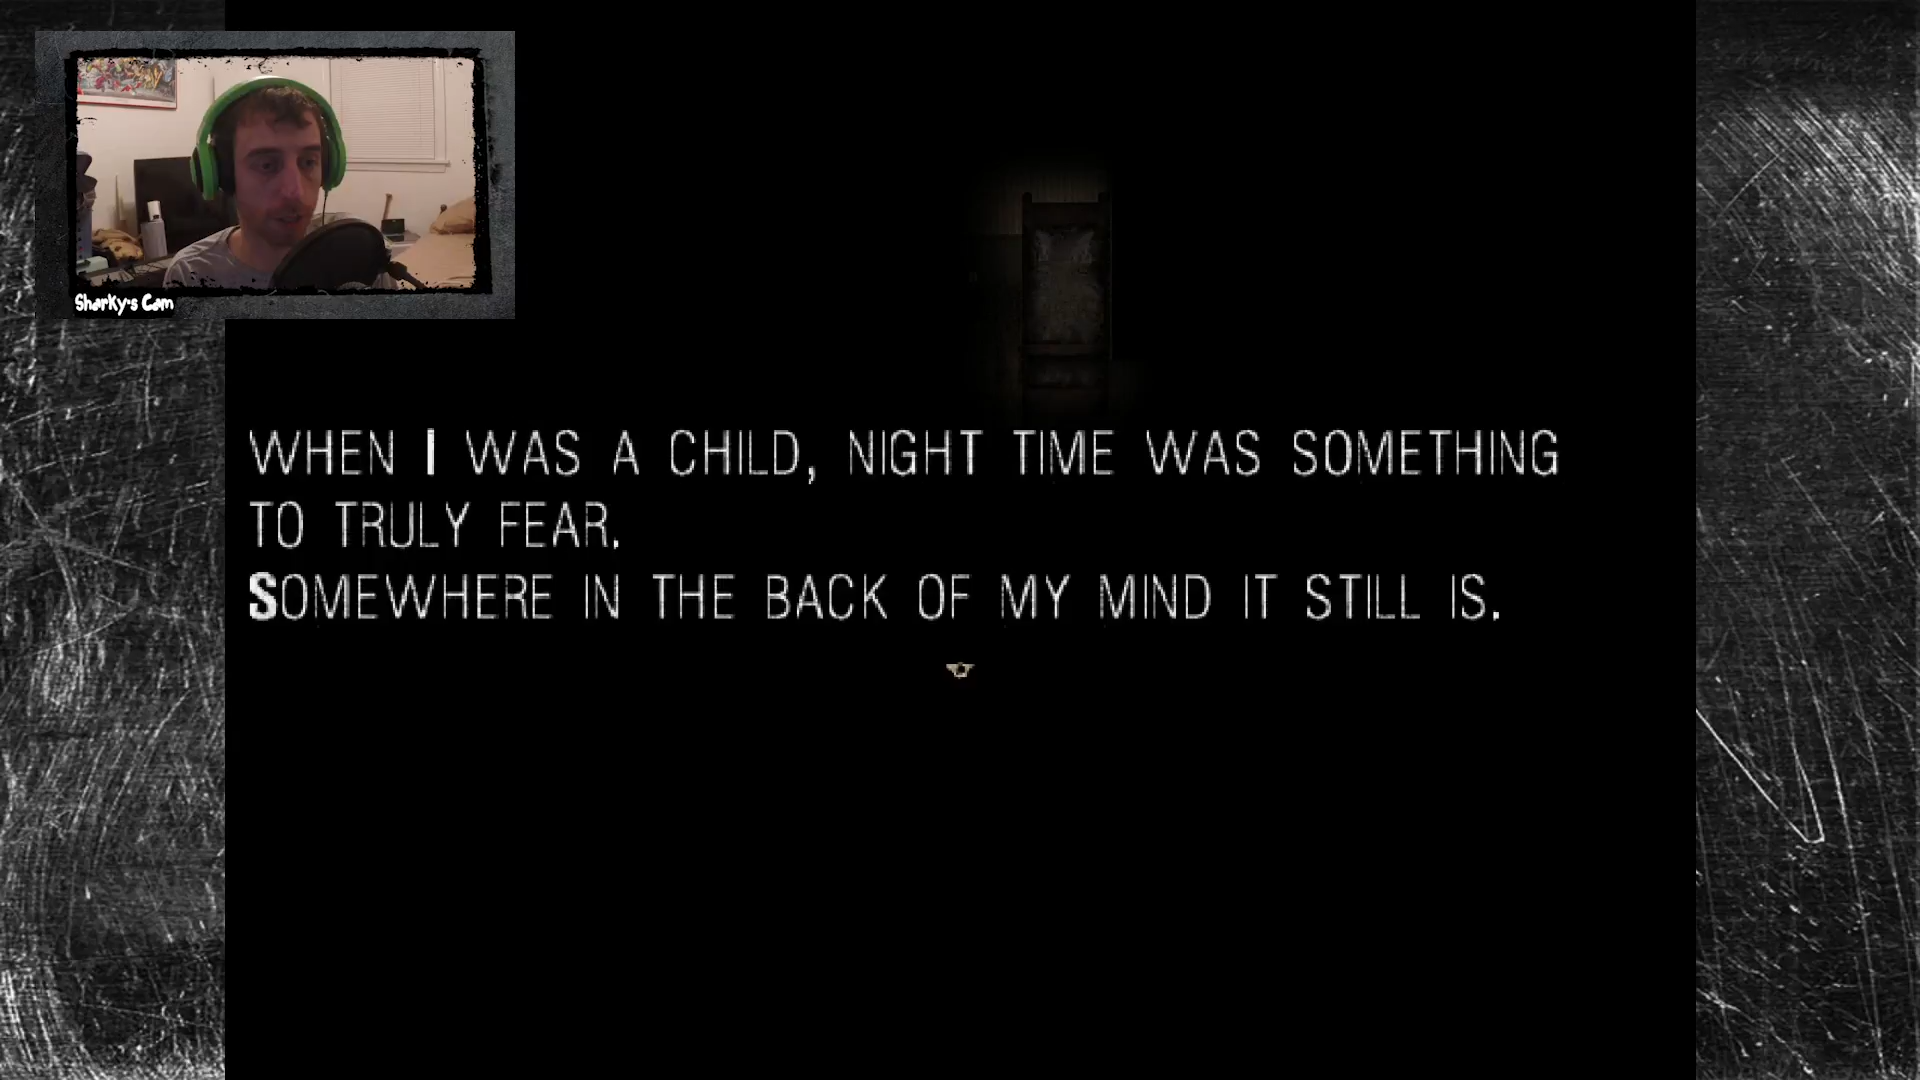 Sharky's Cam
WHEN I WAS A CHILD, NIGHT TIME WAS SOMETHING
TO TRULY FEAR.
SOMEWHERE IN THE BACK OF MY MIND IT STILL IS.